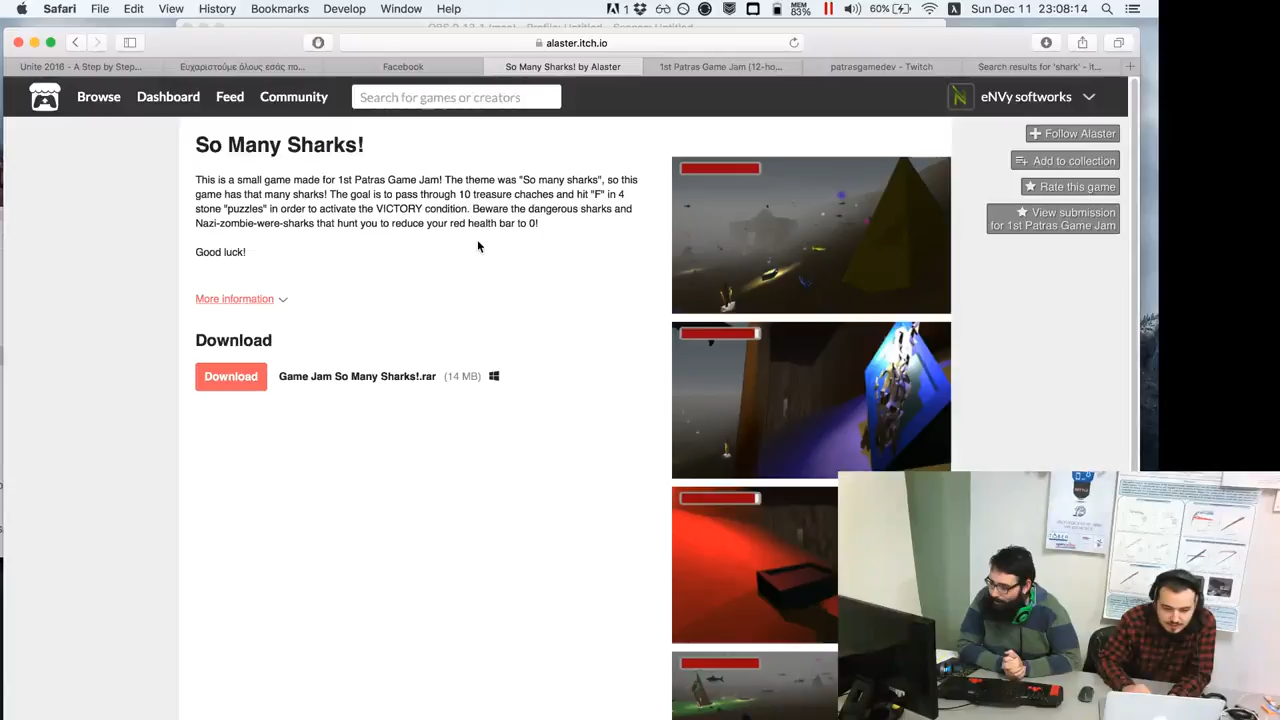 Safari File Edit View History Bookmarks Develop Window Help 1 MEM 83% 60% Sun Dec 11 23:08:14
alaster.itch.io
Unite 2016 - A Step by Step... Ευχαριστούμε όλους εσάς πο... Facebook So Many Sharks! by Alaster 1st Patras Game Jam (12-ho... patrasgamedev - Twitch Search results for 'shark' - it...
Browse Dashboard Feed Community Search for games or creators eNVy softworks
So Many Sharks!
This is a small game made for 1st Patras Game Jam! The theme was "So many sharks", so this
game has that many sharks! The goal is to pass through 10 treasure chaches and hit "F" in 4
stone "puzzles" in order to activate the VICTORY condition. Beware the dangerous sharks and
Nazi-zombie-were-sharks that hunt you to reduce your red health bar to 0!
Good luck!
More information
Download
Download Game Jam So Many Sharks!.rar (14 MB)
Follow Alaster
Add to collection
Rate this game
View submission
for 1st Patras Game Jam